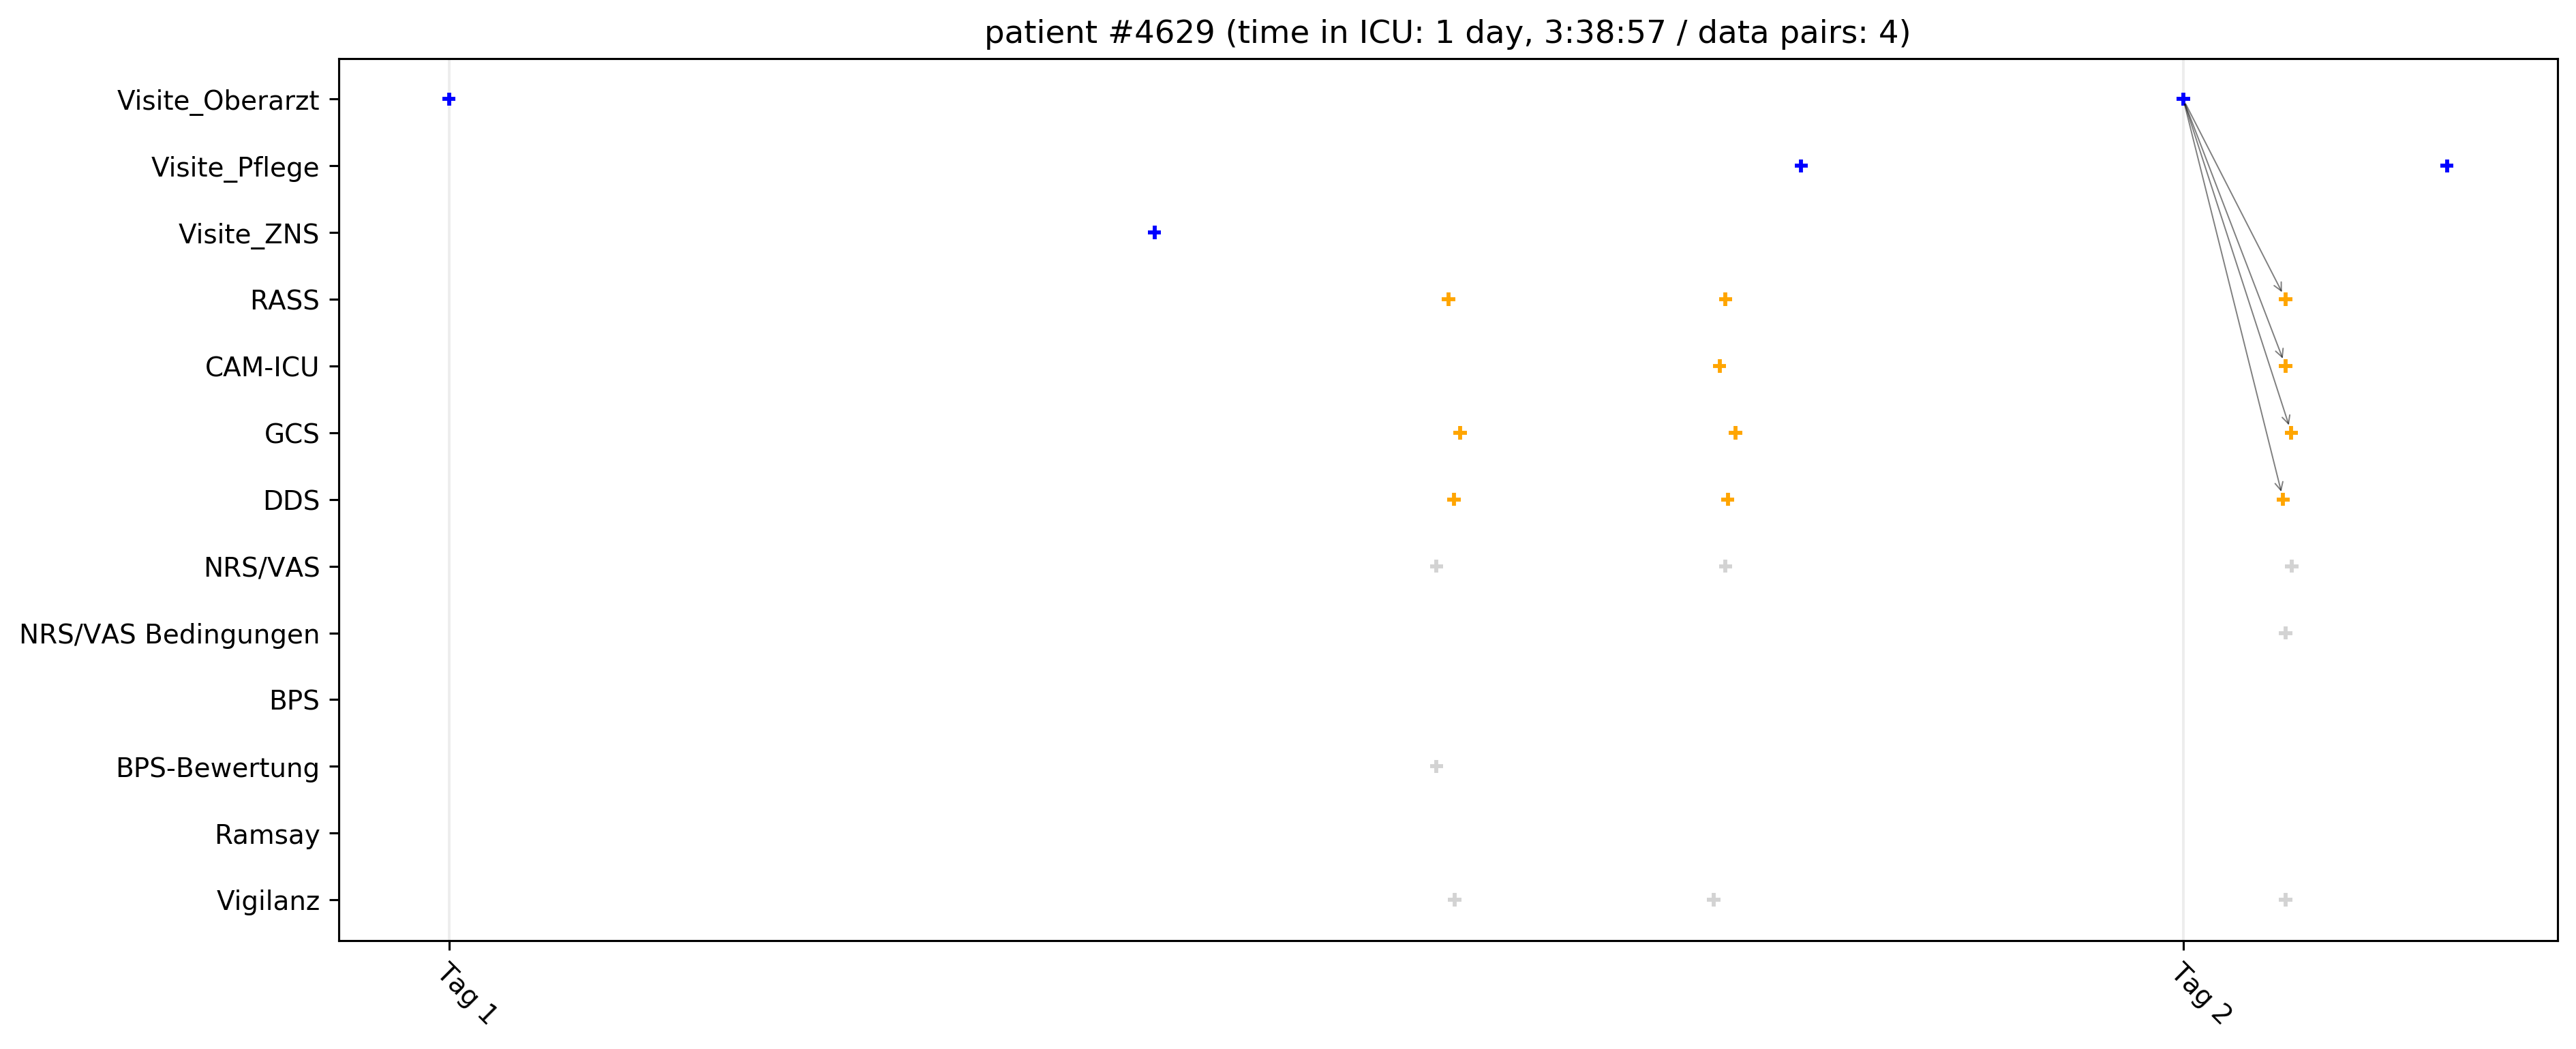 patient #4629 (time in ICU: 1 day, 3:38:57 / data pairs: 4)
Visite_Oberarzt
Visite_Pflege
Visite_ZNS
RASS
CAM-ICU
GCS
DDS
NRS/VAS
NRS/VAS Bedingungen
BPS
BPS-Bewertung
Ramsay
Vigilanz
Tag 1
Tag 2